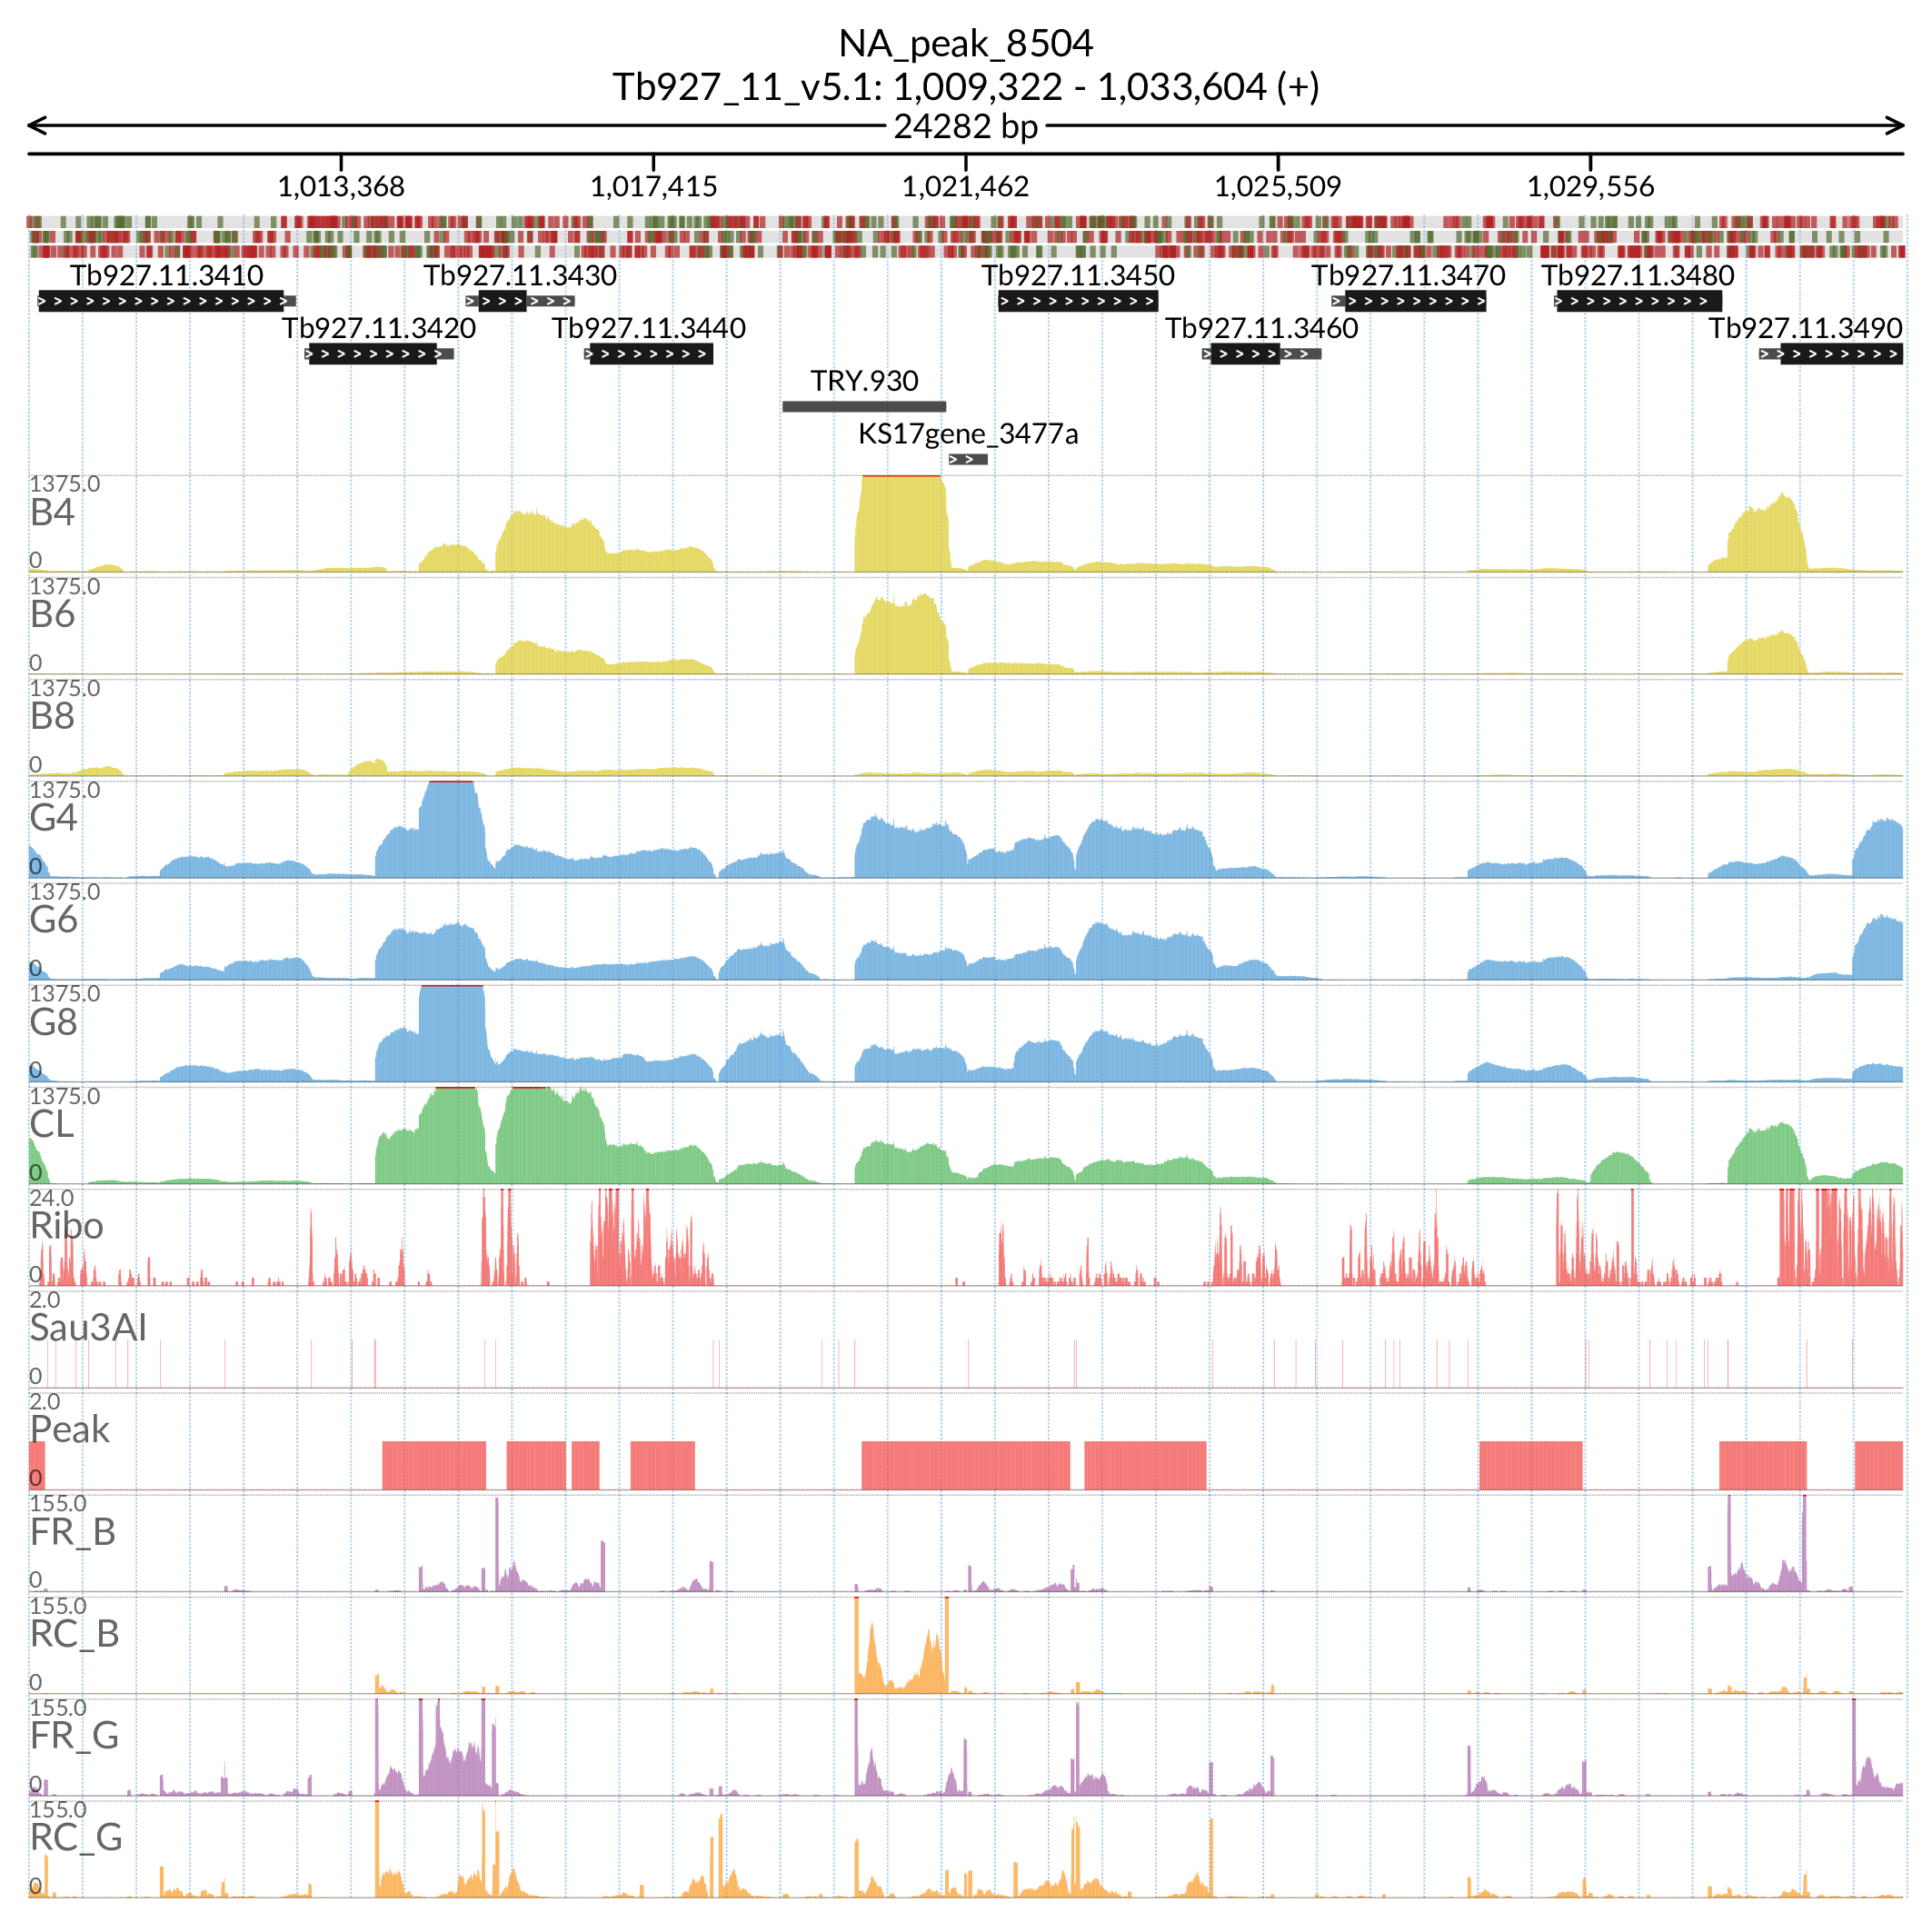 NA_peak_8504
Tb927_11_v5.1: 1,009,322 - 1,033,604 (+)
24282 bp
1,013,368 1,017,415 1,021,462 1,025,509 1,029,556
Tb927.11.3410 Tb927.11.3430 Tb927.11.3450 Tb927.11.3470 Tb927.11.3480
Tb927.11.3420 Tb927.11.3440 Tb927.11.3460 Tb927.11.3490
TRY.930
KS17gene_3477a
1375.0
B4
0
1375.0
B6
0
1375.0
B8
0
1375.0
G4
0
1375.0
G6
0
1375.0
G8
0
1375.0
CL
0
24.0
Ribo
0
2.0
Sau3AI
0
2.0
Peak
0
155.0
FR_B
0
155.0
RC_B
0
155.0
FR_G
0
155.0
RC_G
0